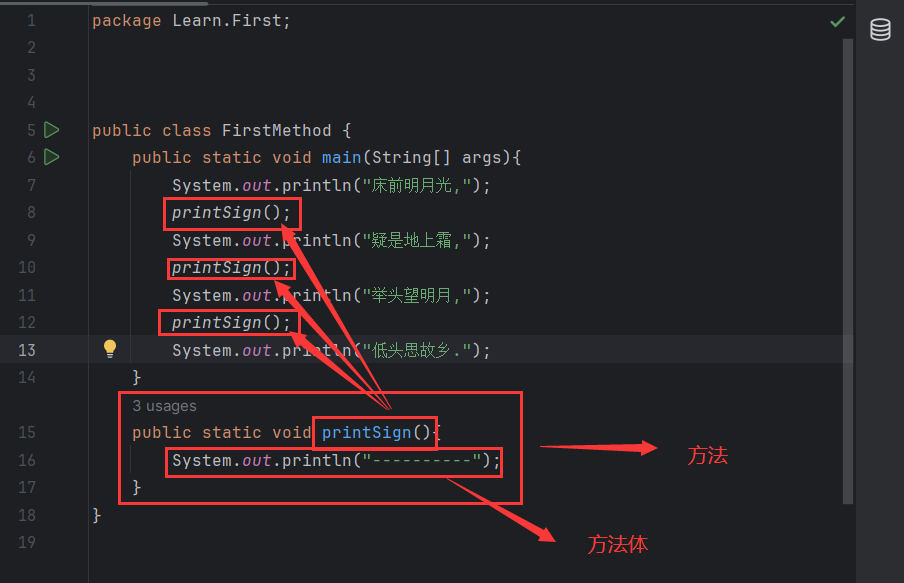 1 package Learn.First;
2
3
4
5 public class FirstMethod {
6 public static void main(String[] args){
7 System.out.println("床前明月光,");
8 printSign();
9 System.out.println("疑是地上霜,");
10 printSign();
11 System.out.println("举头望明月,");
12 printSign();
13 System.out.println("低头思故乡.");
14 }
3 usages
15 public static void printSign(){
16 System.out.println("----------");
17 }
18 }
19
方法
方法体